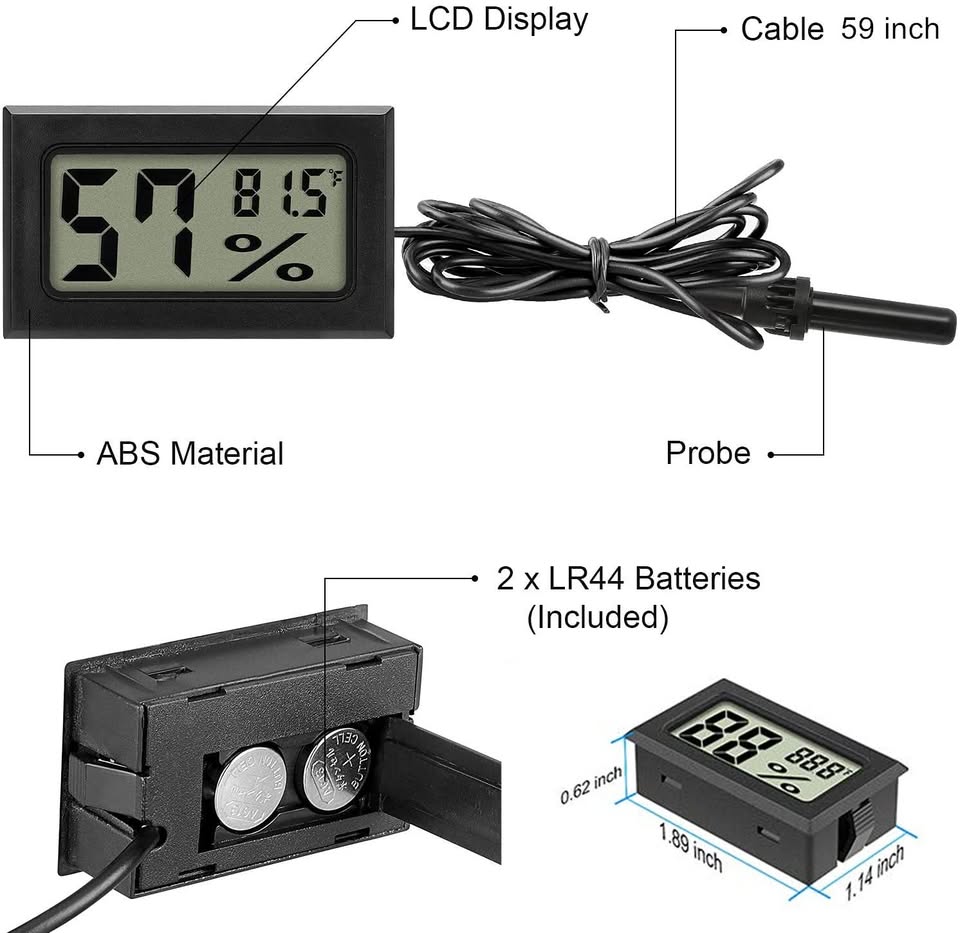 LCD Display
Cable 59 inch
57 81.5 °F
%
ABS Material
Probe
2 x LR44 Batteries
(Included)
BUTTON CELL
+
88 888 °F
%
0.62 inch
1.89 inch
1.14 inch